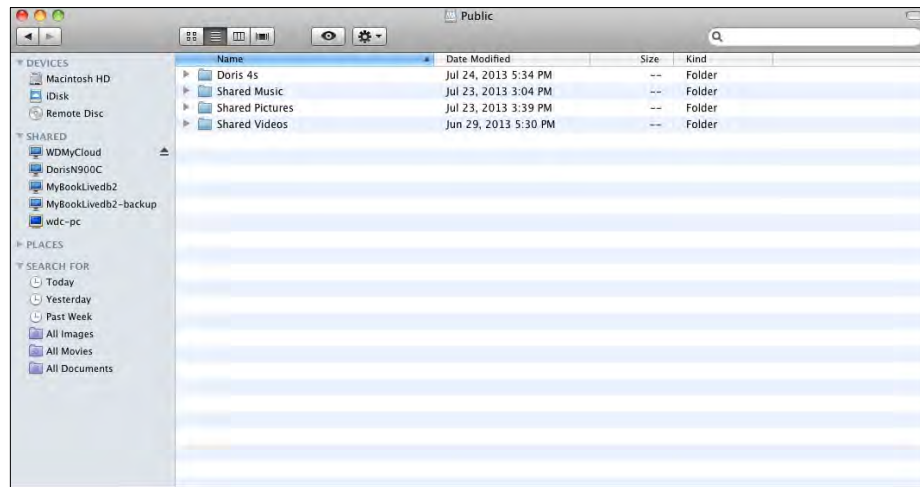 Public
Name Date Modified Size Kind
DEVICES
Macintosh HD
iDisk
Remote Disc
SHARED
WDMyCloud
DorisN900C
MyBookLivedb2
MyBookLivedb2-backup
wdc-pc
PLACES
SEARCH FOR
Today
Yesterday
Past Week
All Images
All Movies
All Documents
Doris 4s Jul 24, 2013 5:34 PM -- Folder
Shared Music Jul 23, 2013 3:04 PM -- Folder
Shared Pictures Jul 23, 2013 3:39 PM -- Folder
Shared Videos Jun 29, 2013 5:30 PM -- Folder